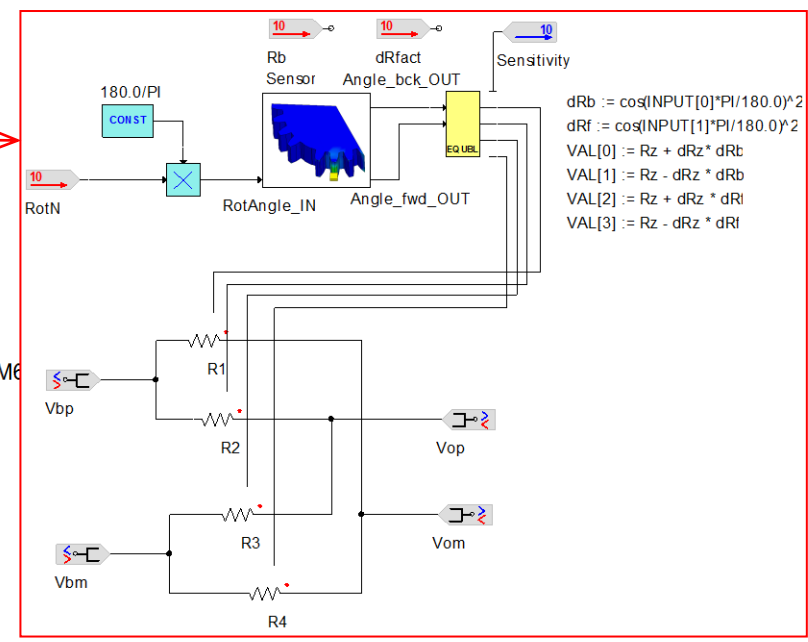 10
10
10
Rb
dRfact
Sensitivity
Sensor
Angle_bck_OUT
180.0/PI
CONST
dRb := cos(INPUT[0]*PI/180.0)^2
dRf := cos(INPUT[1]*PI/180.0)^2
VAL[0] := Rz + dRz* dRb
VAL[1] := Rz - dRz * dRb
VAL[2] := Rz + dRz * dRf
VAL[3] := Rz - dRz * dRf
EQUBL
10
RotN
RotAngle_IN
Angle_fwd_OUT
R1
M6
Vbp
R2
Vop
R3
Vom
Vbm
R4